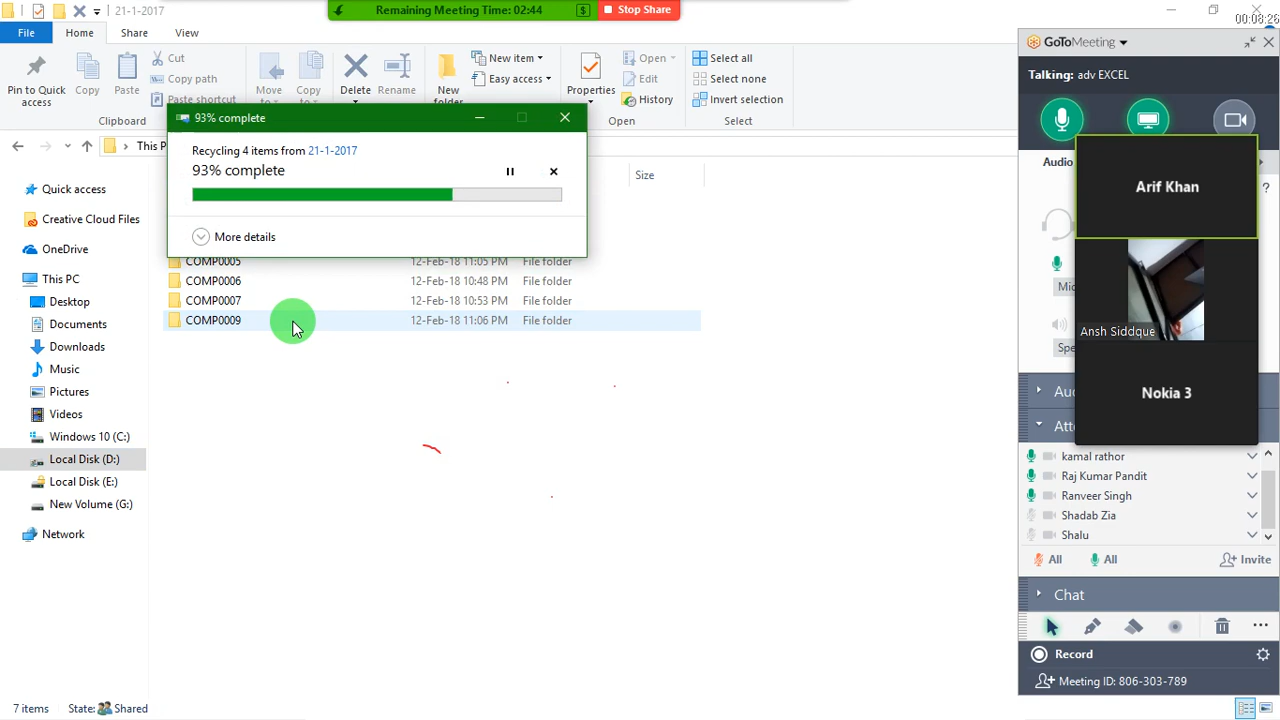 21-1-2017
Remaining Meeting Time: 02:44
$
Stop Share
00:08:26
File
Home
Share
View
Pin to Quick access
Copy
Paste
Cut
Copy path
Paste shortcut
Move to
Copy to
Delete
Rename
New folder
New item
Easy access
Properties
Open
Edit
History
Select all
Select none
Invert selection
Clipboard
Open
Select
93% complete
Recycling 4 items from 21-1-2017
93% complete
More details
This P
Size
Quick access
Creative Cloud Files
OneDrive
This PC
Desktop
Documents
Downloads
Music
Pictures
Videos
Windows 10 (C:)
Local Disk (D:)
Local Disk (E:)
New Volume (G:)
Network
COMP0005 12-Feb-18 11:05 PM File folder
COMP0006 12-Feb-18 10:48 PM File folder
COMP0007 12-Feb-18 10:53 PM File folder
COMP0009 12-Feb-18 11:06 PM File folder
7 items State: Shared
GoToMeeting
Talking: adv EXCEL
Audio
?
Arif Khan
Ansh Siddque
Nokia 3
kamal rathor
Raj Kumar Pandit
Ranveer Singh
Shadab Zia
Shalu
All All Invite
Chat
Record
Meeting ID: 806-303-789